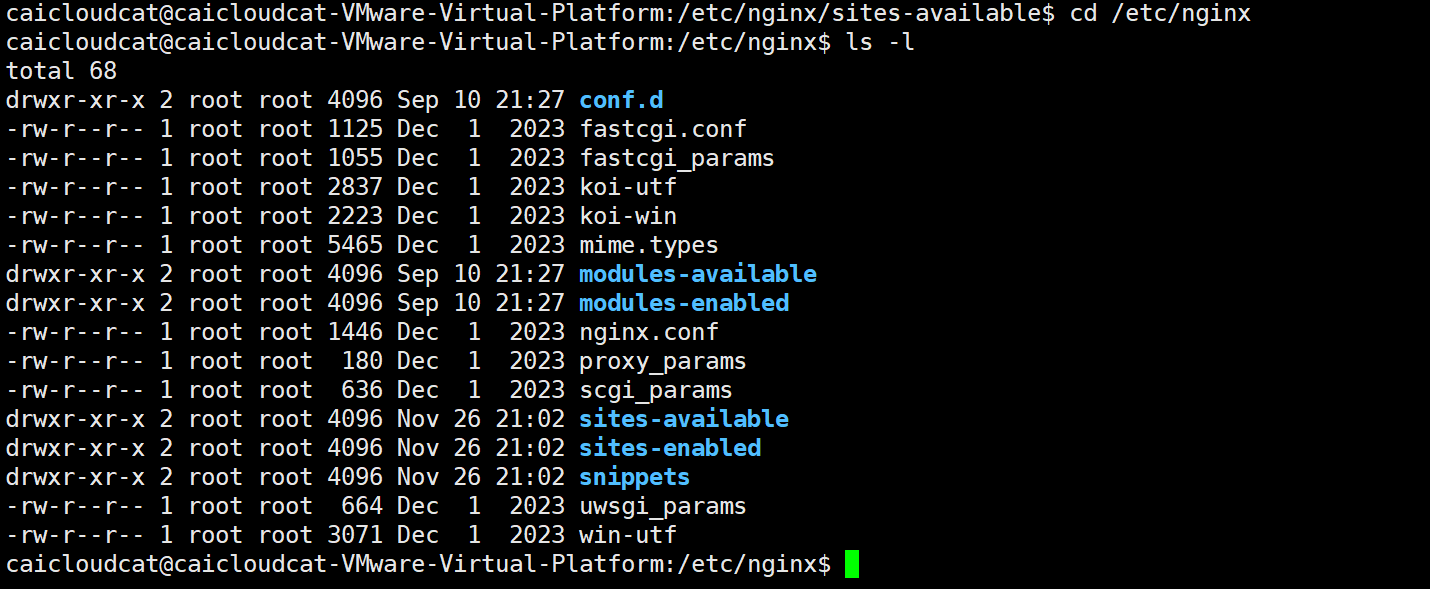 caicloudcat@caicloudcat-VMware-Virtual-Platform:/etc/nginx/sites-available$ cd /etc/nginx
caicloudcat@caicloudcat-VMware-Virtual-Platform:/etc/nginx$ ls -l
total 68
drwxr-xr-x 2 root root 4096 Sep 10 21:27 conf.d
-rw-r--r-- 1 root root 1125 Dec  1  2023 fastcgi.conf
-rw-r--r-- 1 root root 1055 Dec  1  2023 fastcgi_params
-rw-r--r-- 1 root root 2837 Dec  1  2023 koi-utf
-rw-r--r-- 1 root root 2223 Dec  1  2023 koi-win
-rw-r--r-- 1 root root 5465 Dec  1  2023 mime.types
drwxr-xr-x 2 root root 4096 Sep 10 21:27 modules-available
drwxr-xr-x 2 root root 4096 Sep 10 21:27 modules-enabled
-rw-r--r-- 1 root root 1446 Dec  1  2023 nginx.conf
-rw-r--r-- 1 root root  180 Dec  1  2023 proxy_params
-rw-r--r-- 1 root root  636 Dec  1  2023 scgi_params
drwxr-xr-x 2 root root 4096 Nov 26 21:02 sites-available
drwxr-xr-x 2 root root 4096 Nov 26 21:02 sites-enabled
drwxr-xr-x 2 root root 4096 Nov 26 21:02 snippets
-rw-r--r-- 1 root root  664 Dec  1  2023 uwsgi_params
-rw-r--r-- 1 root root 3071 Dec  1  2023 win-utf
caicloudcat@caicloudcat-VMware-Virtual-Platform:/etc/nginx$